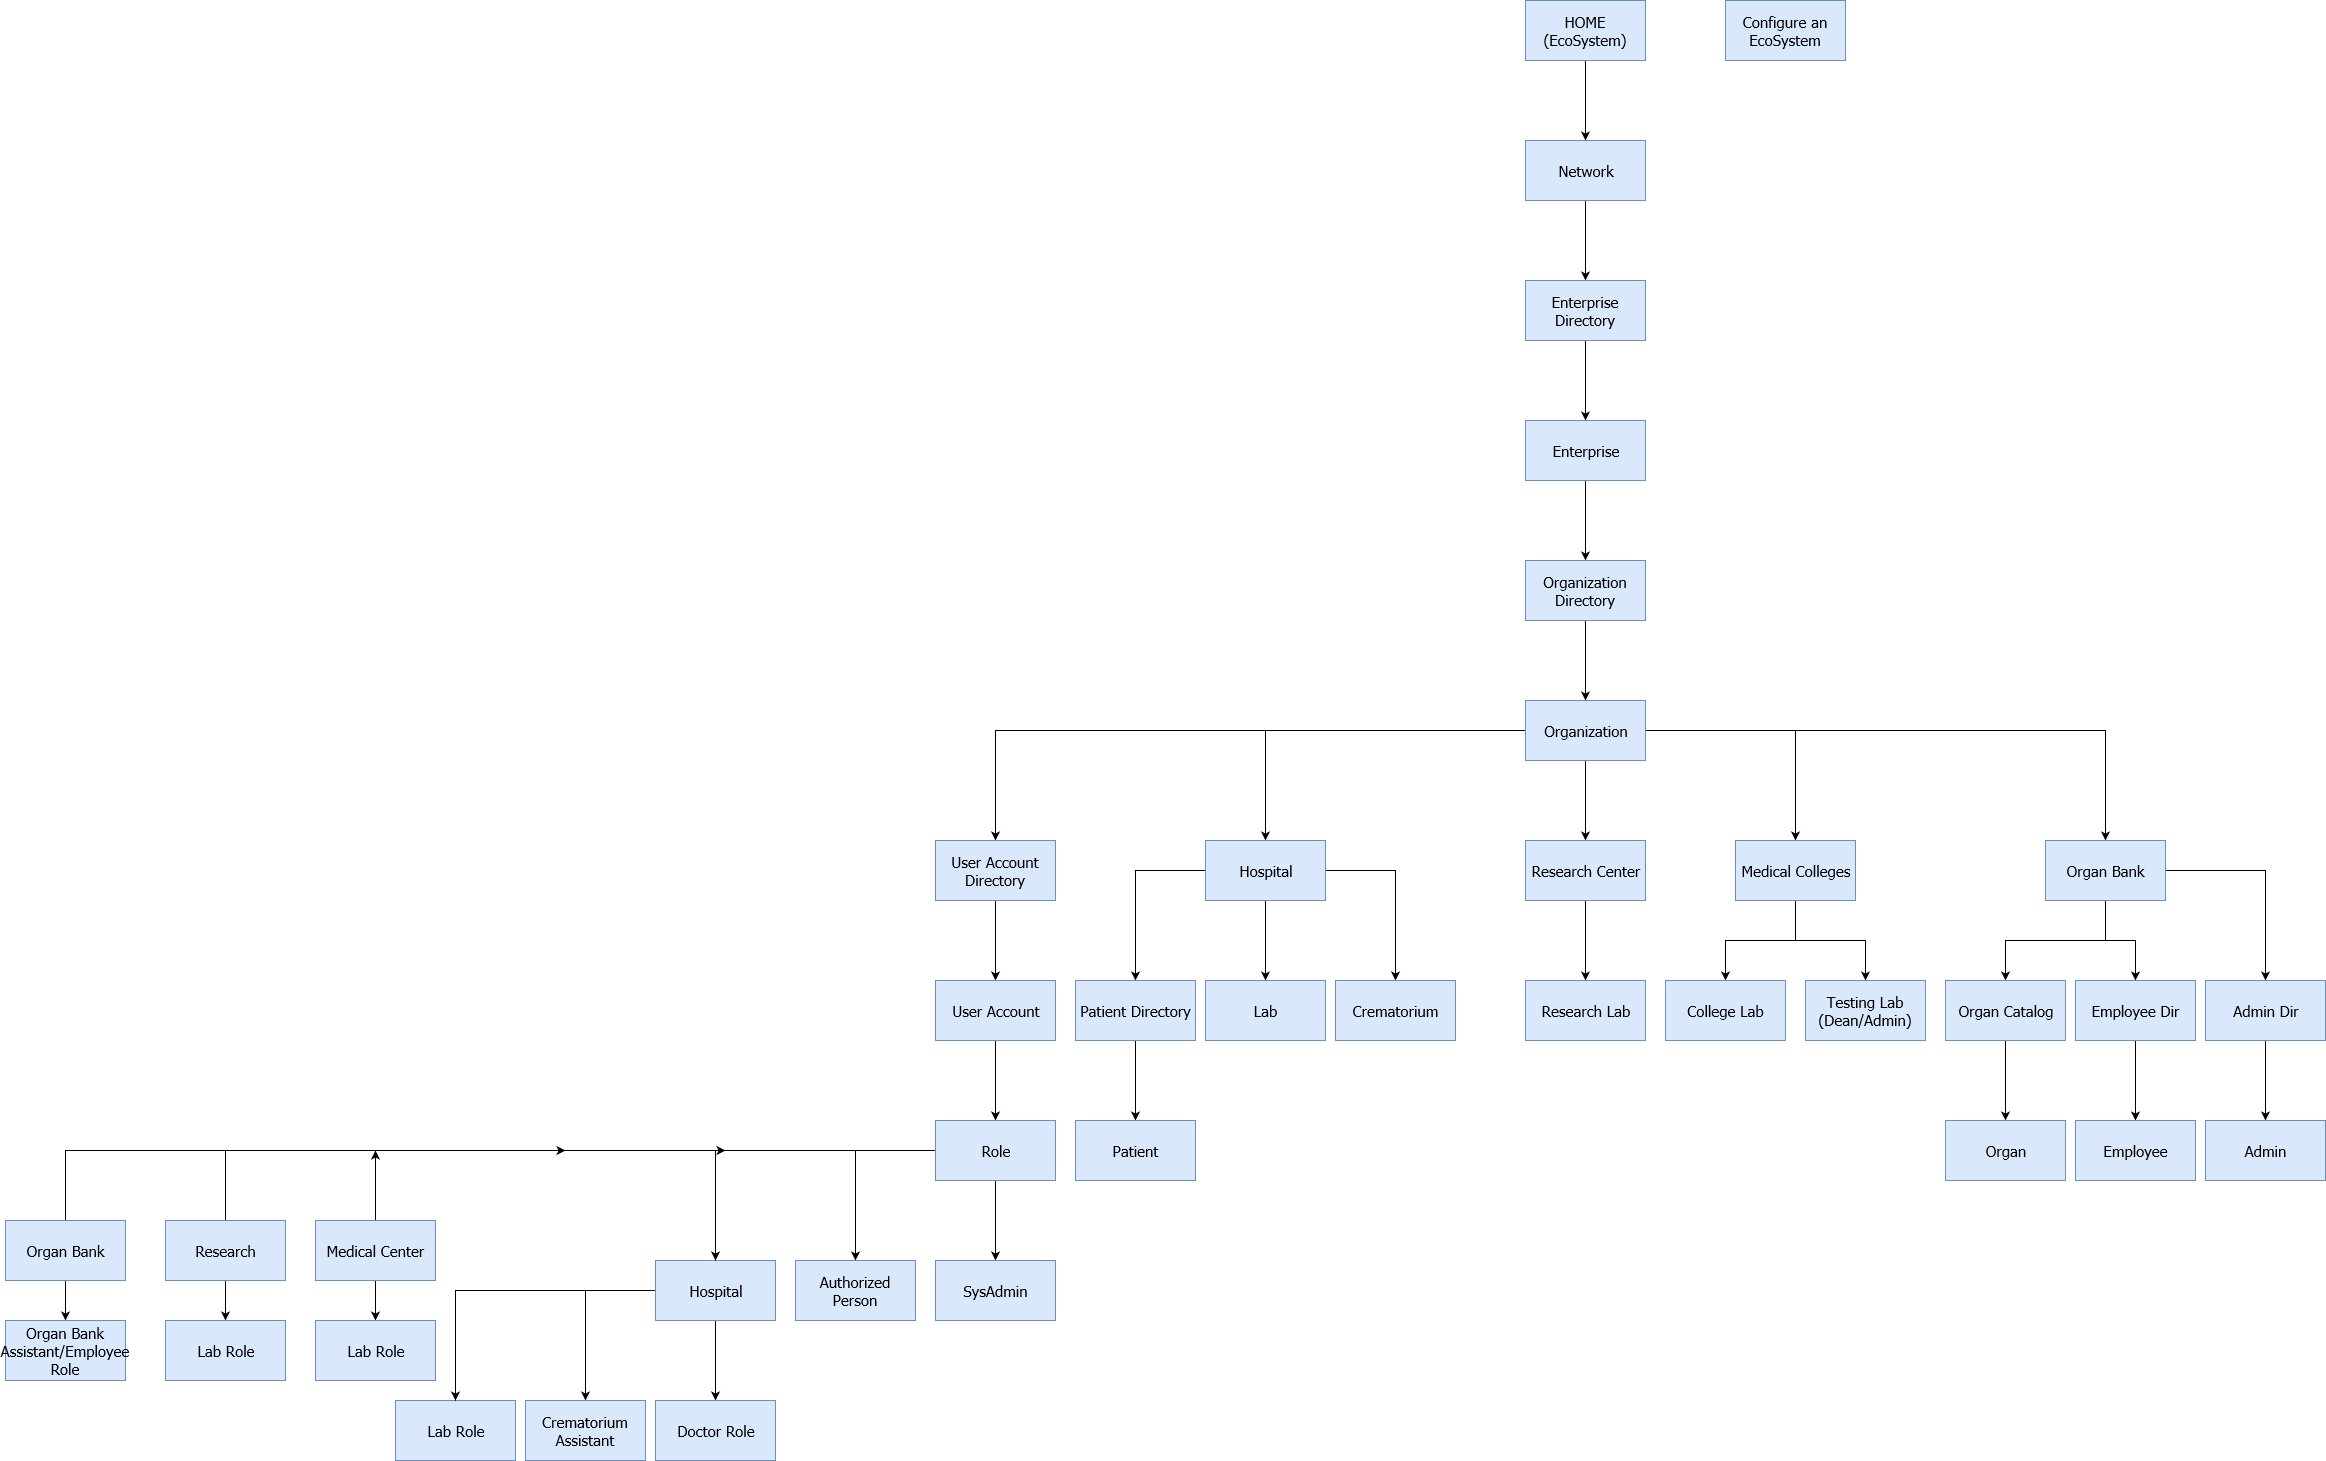 HOME
(EcoSystem)
Configure an
EcoSystem
Network
Enterprise
Directory
Enterprise
Organization
Directory
Organization
User Account
Directory
Hospital
Research Center
Medical Colleges
Organ Bank
User Account
Patient Directory
Lab
Crematorium
Research Lab
College Lab
Testing Lab
(Dean/Admin)
Organ Catalog
Employee Dir
Admin Dir
Role
Patient
Organ
Employee
Admin
Organ Bank
Research
Medical Center
Hospital
Authorized
Person
SysAdmin
Organ Bank
Assistant/Employee
Role
Lab Role
Lab Role
Lab Role
Crematorium
Assistant
Doctor Role